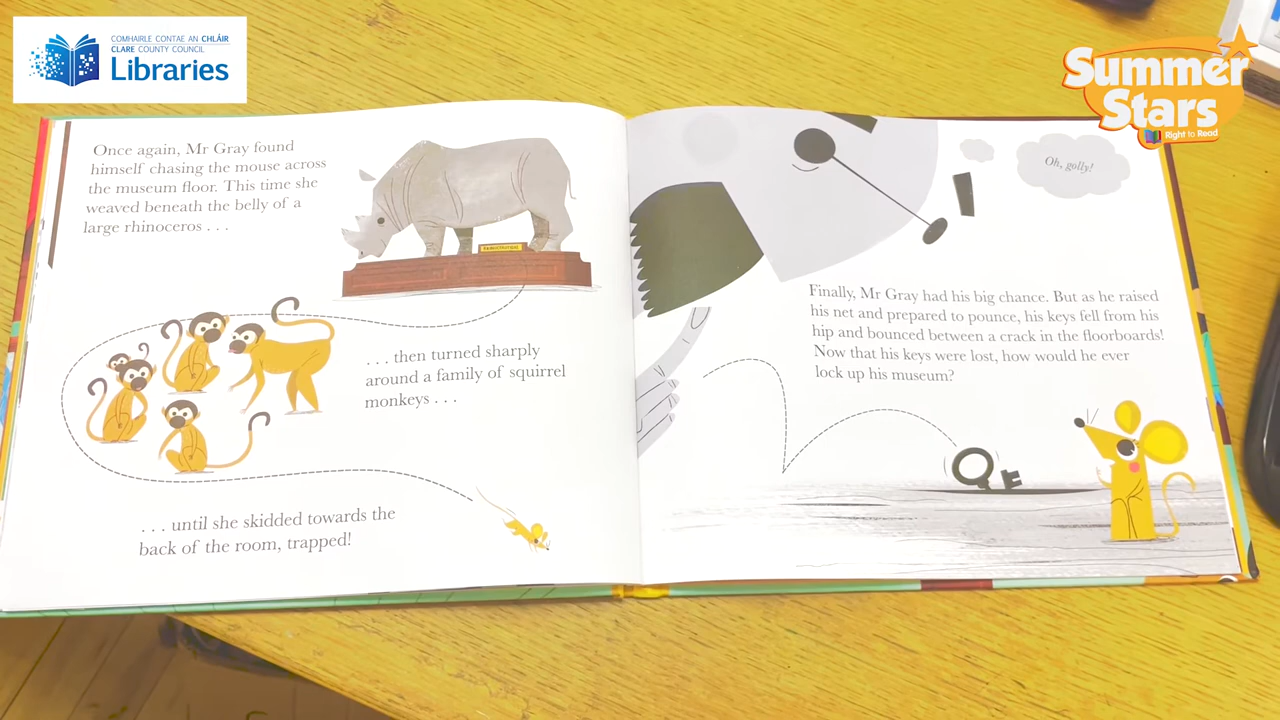 COMHAIRLE CONTAE AN CHLÁIR
CLARE COUNTY COUNCIL
Libraries
Summer
Stars
Right to Read
Once again, Mr Gray found
himself chasing the mouse across
the museum floor. This time she
weaved beneath the belly of a
large rhinoceros . . .
. . . then turned sharply
around a family of squirrel
monkeys . . .
. . . until she skidded towards the
back of the room, trapped!
Oh, golly!
Finally, Mr Gray had his big chance. But as he raised
his net and prepared to pounce, his keys fell from his
hip and bounced between a crack in the floorboards!
Now that his keys were lost, how would he ever
lock up his museum?